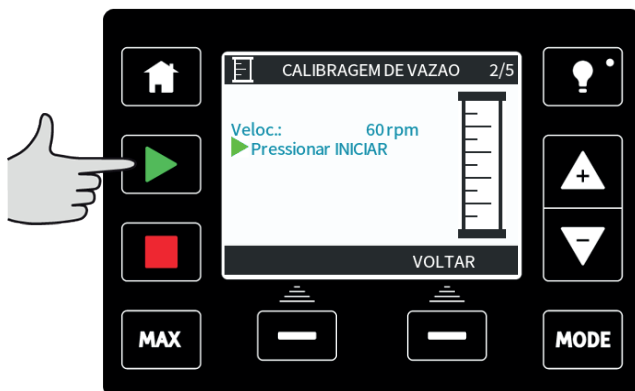 CALIBRAGEM DE VAZAO 2/5
Veloc.: 60 rpm
Pressionar INICIAR
VOLTAR
+
-
MAX
MODE